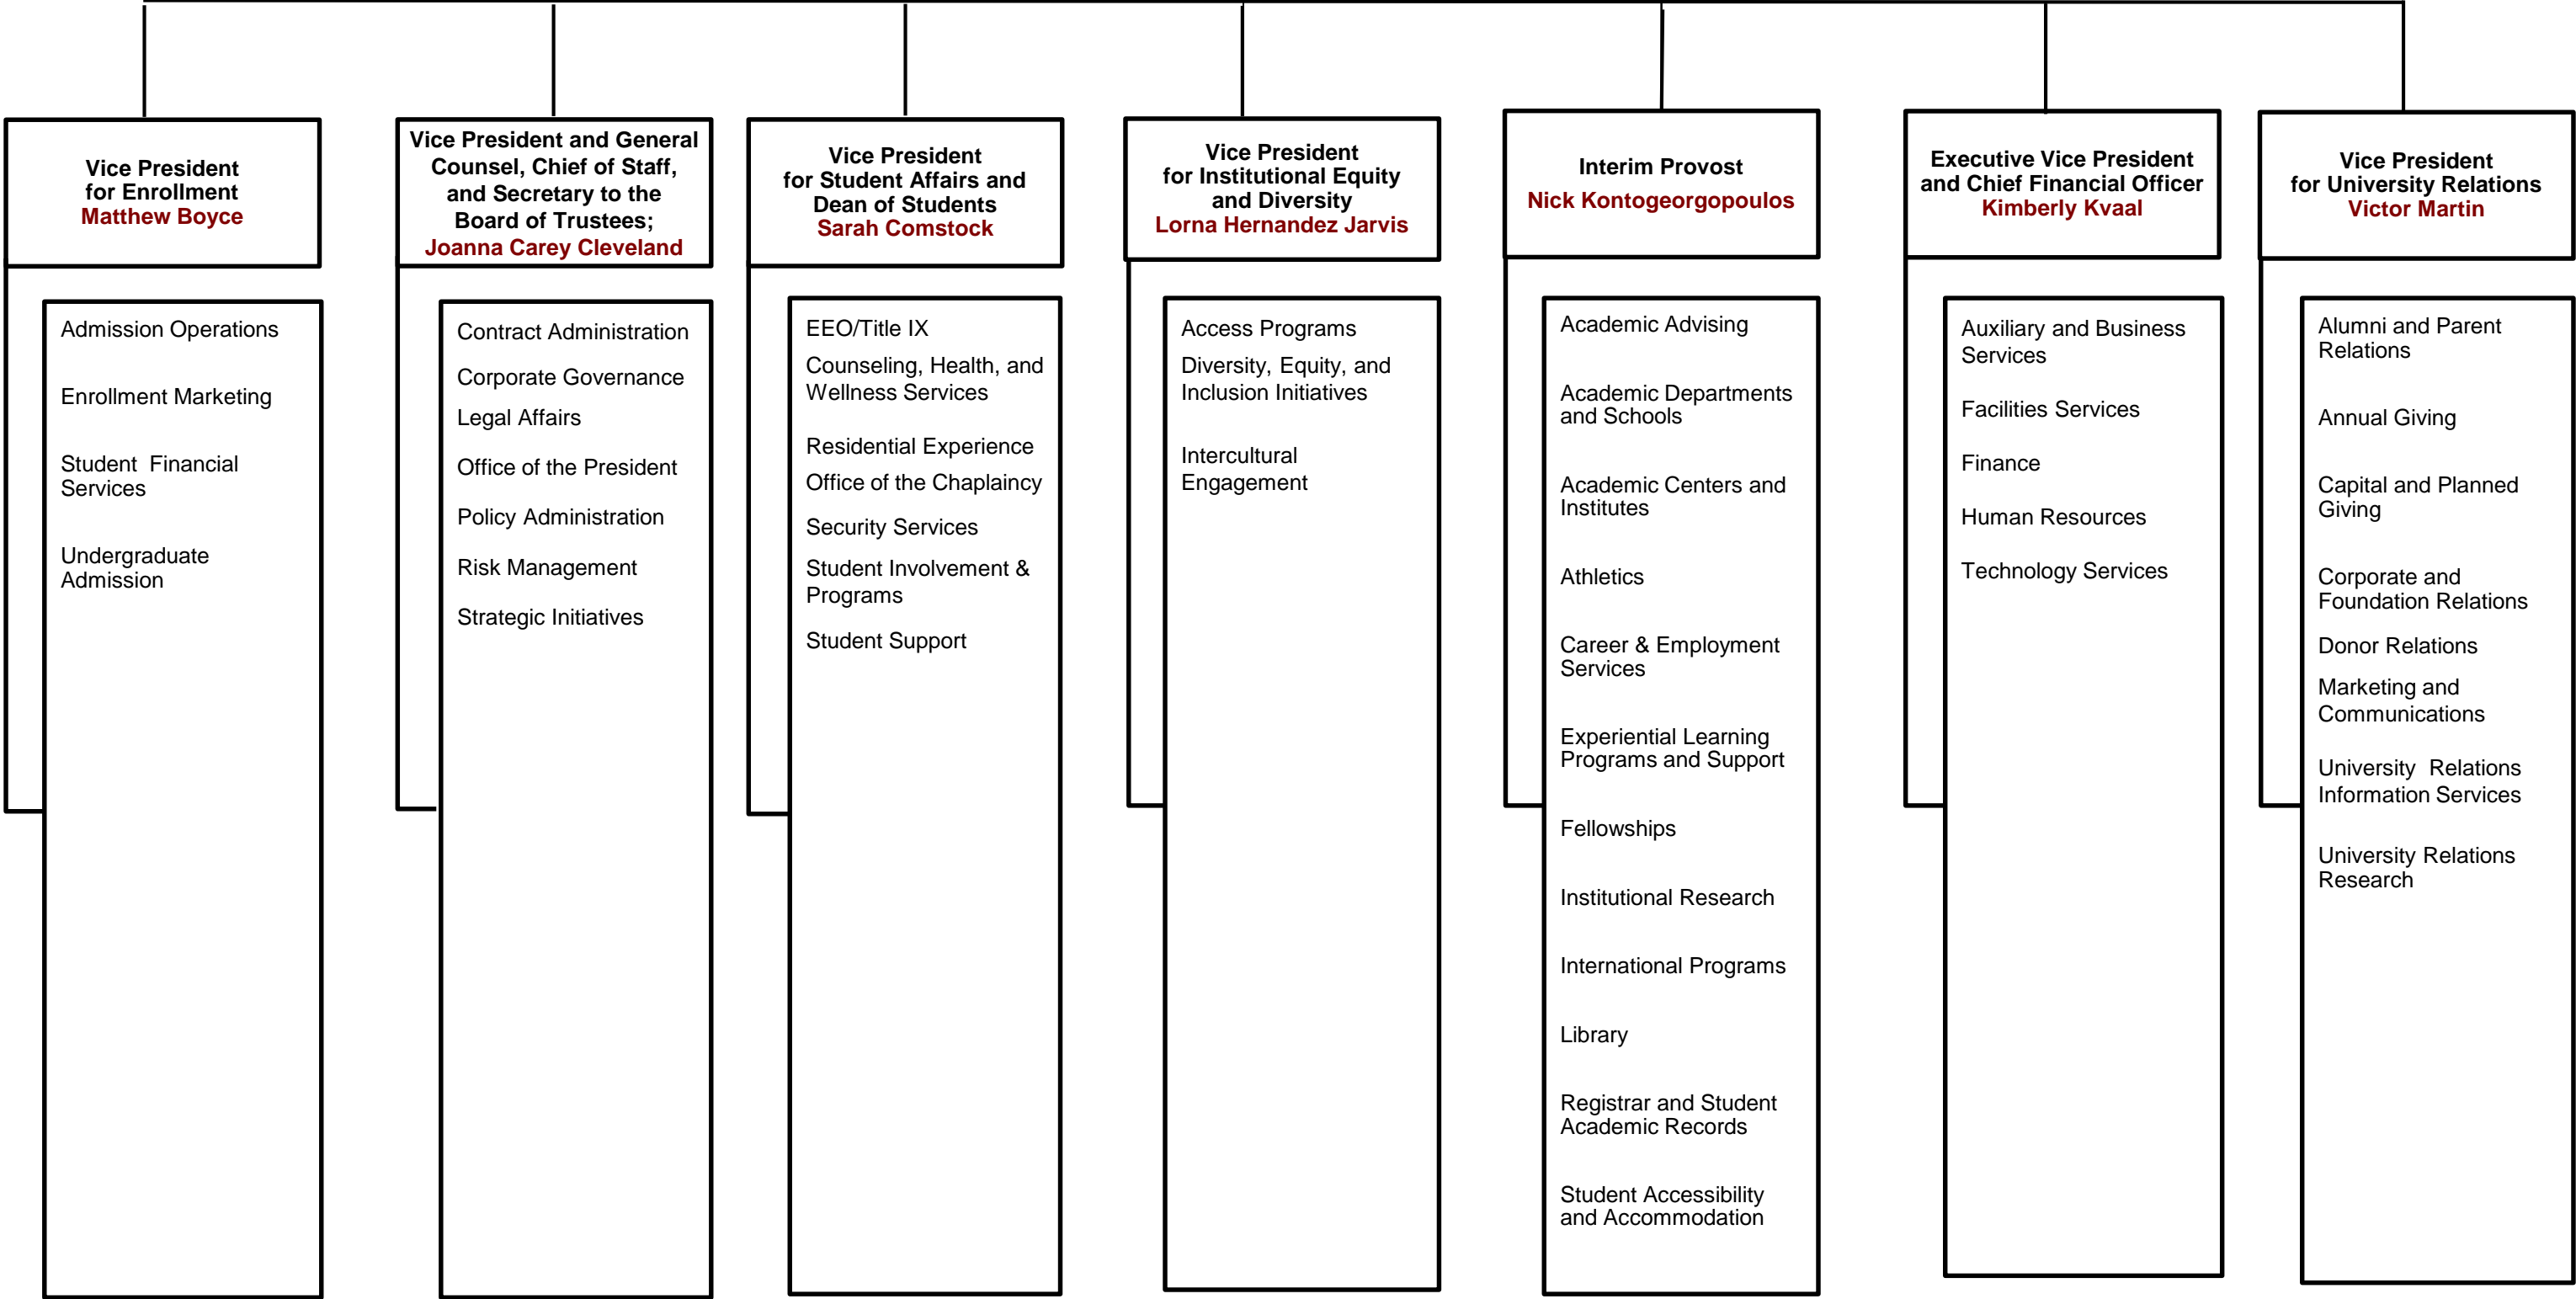 Vice President
for Enrollment
Matthew Boyce
Admission Operations
Enrollment Marketing
Student  Financial
Services
Undergraduate
Admission
Vice President and General
Counsel, Chief of Staff,
and Secretary to the
Board of Trustees;
Joanna Carey Cleveland
Contract Administration
Corporate Governance
Legal Affairs
Office of the President
Policy Administration
Risk Management
Strategic Initiatives
Vice President
for Student Affairs and
Dean of Students
Sarah Comstock
EEO/Title IX
Counseling, Health, and
Wellness Services
Residential Experience
Office of the Chaplaincy
Security Services
Student Involvement &
Programs
Student Support
Vice President
for Institutional Equity
and Diversity
Lorna Hernandez Jarvis
Access Programs
Diversity, Equity, and
Inclusion Initiatives
Intercultural
Engagement
Interim Provost
Nick Kontogeorgopoulos
Academic Advising
Academic Departments
and Schools
Academic Centers and
Institutes
Athletics
Career & Employment
Services
Experiential Learning
Programs and Support
Fellowships
Institutional Research
International Programs
Library
Registrar and Student
Academic Records
Student Accessibility
and Accommodation
Executive Vice President
and Chief Financial Officer
Kimberly Kvaal
Auxiliary and Business
Services
Facilities Services
Finance
Human Resources
Technology Services
Vice President
for University Relations
Victor Martin
Alumni and Parent
Relations
Annual Giving
Capital and Planned
Giving
Corporate and
Foundation Relations
Donor Relations
Marketing and
Communications
University  Relations
Information Services
University Relations
Research